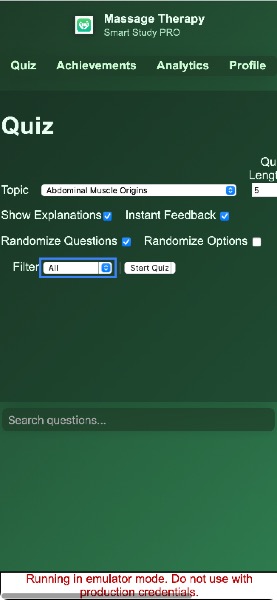 Massage Therapy
Smart Study PRO
Quiz Achievements Analytics Profile
Quiz
Topic Abdominal Muscle Origins
Show Explanations Instant Feedback
Randomize Questions Randomize Options
Filter All Start Quiz
5
Search questions...
Running in emulator mode. Do not use with
production credentials.